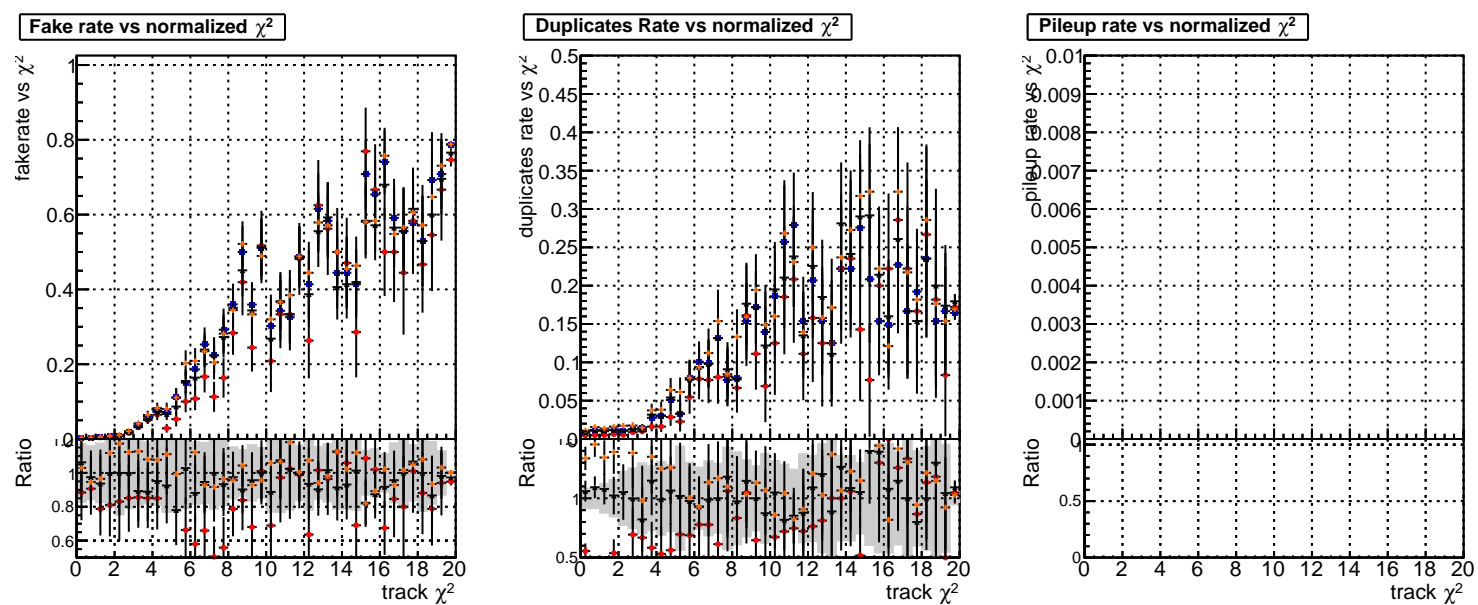 Fake rate vs normalized χ²
fakerate vs χ²
1
0.8
0.6
0.4
0.2
0
Ratio
1
0.8
0.6
0 2 4 6 8 10 12 14 16 18 20
track χ²
Duplicates Rate vs normalized χ²
duplicates rate vs χ²
0.5
0.45
0.4
0.35
0.3
0.25
0.2
0.15
0.1
0.05
0
Ratio
1
0.5
0 2 4 6 8 10 12 14 16 18 20
track χ²
Pileup rate vs normalized χ²
pileup rate vs χ²
0.01
0.009
0.008
0.007
0.006
0.005
0.004
0.003
0.002
0.001
0
Ratio
1
0.5
0
0 2 4 6 8 10 12 14 16 18 20
track χ²